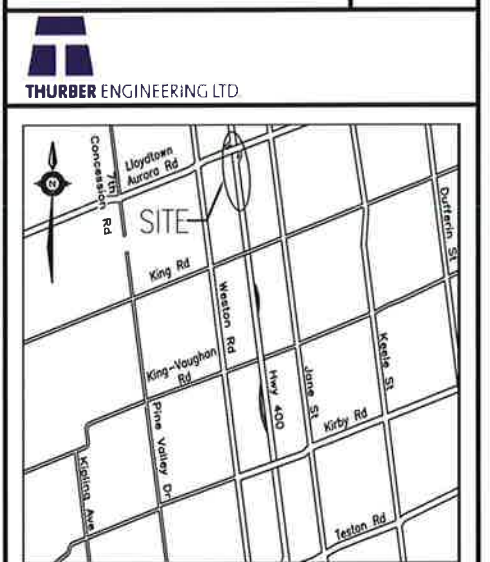 THURBER ENGINEERING LTD.
Lloydtown
Aurora Rd
7th
Concession Rd
N
SITE
Dufferin St
King Rd
Weston Rd
Keele St
King-Vaughan
Rd
Hwy 400
Jane St
Kirby Rd
Pine Valley Dr
Kipling Ave
Teston Rd